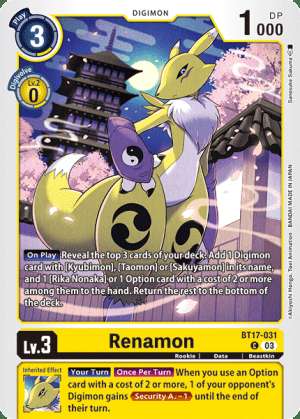 DIGIMON
Play
3
1000
DP
Digivolve
Lv.2
0
On Play Reveal the top 3 cards of your deck. Add 1 Digimon
card with [Kyubimon], [Taomon] or [Sakuyamon] in its name,
and 1 [Rika Nonaka] or 1 Option card with a cost of 2 or more
among them to the hand. Return the rest to the bottom
of the deck.
BT17-031
Lv.3
Renamon
C 03
Rookie Data Beastkin
Inherited Effect
Your Turn Once Per Turn When you use an Option
card with a cost of 2 or more, 1 of your opponent's
Digimon gains Security A. -1 until the end of
their turn.